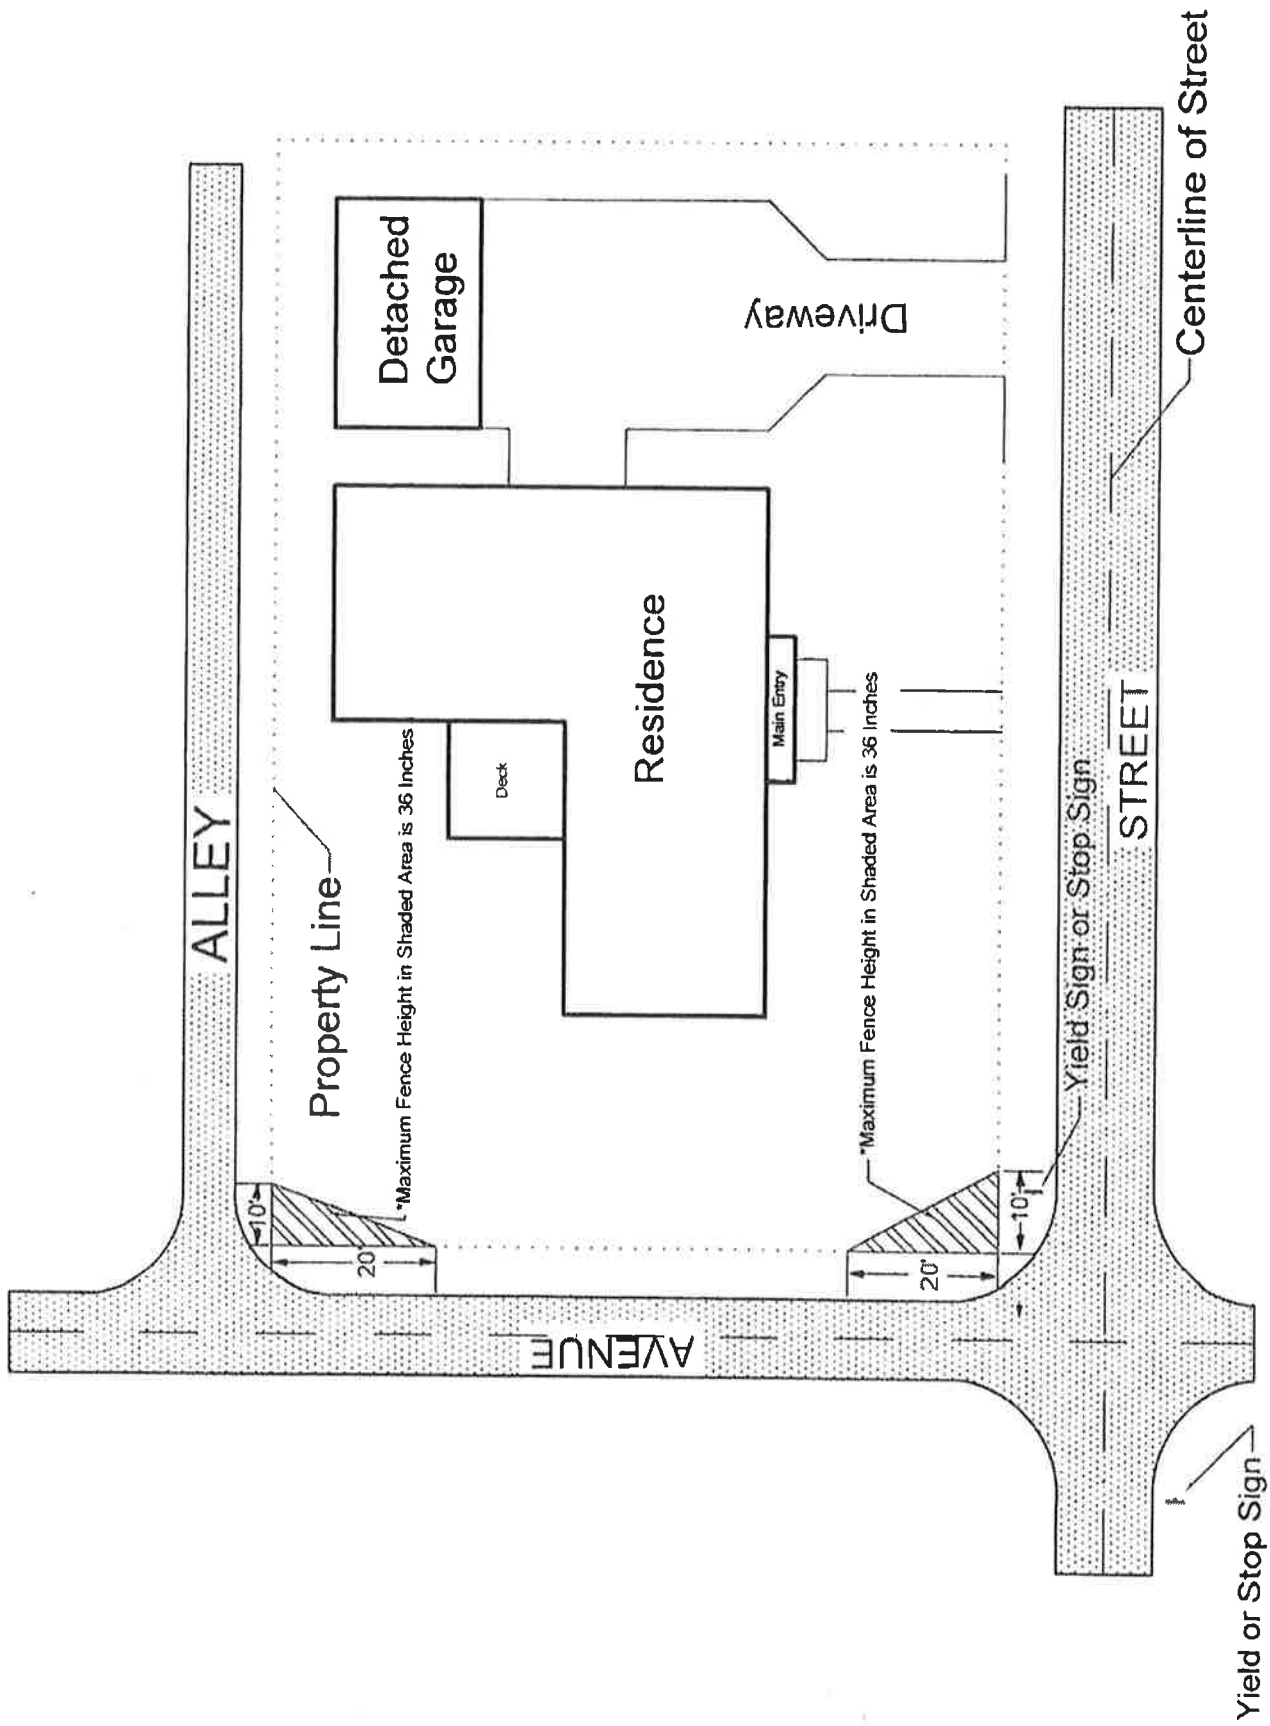 ALLEY
Property Line
*Maximum Fence Height in Shaded Area is 36 Inches
10'
20'
Detached
Garage
Deck
Residence
Driveway
Main Entry
*Maximum Fence Height in Shaded Area is 36 Inches
20'
10'
AVENUE
Yield Sign or Stop Sign
STREET
Centerline of Street
Yield or Stop Sign